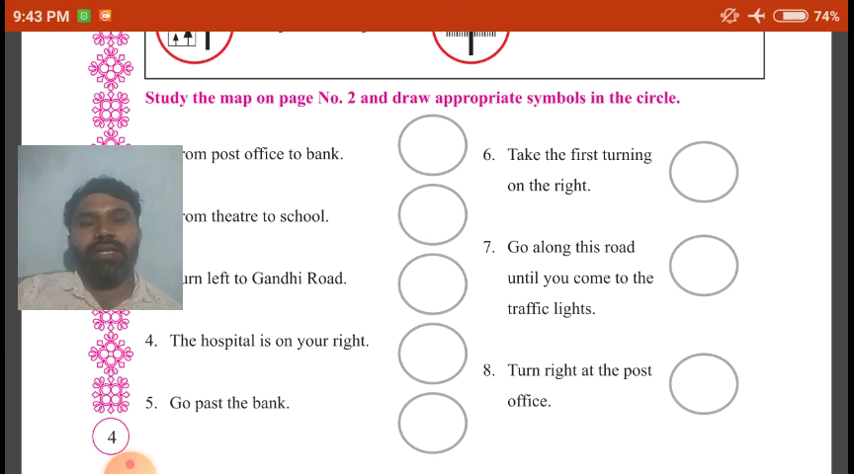 9:43 PM
74%
Study the map on page No. 2 and draw appropriate symbols in the circle.
post office to bank.
theatre to school.
left to Gandhi Road.
4. The hospital is on your right.
5. Go past the bank.
6. Take the first turning
on the right.
7. Go along this road
until you come to the
traffic lights.
8. Turn right at the post
office.
4